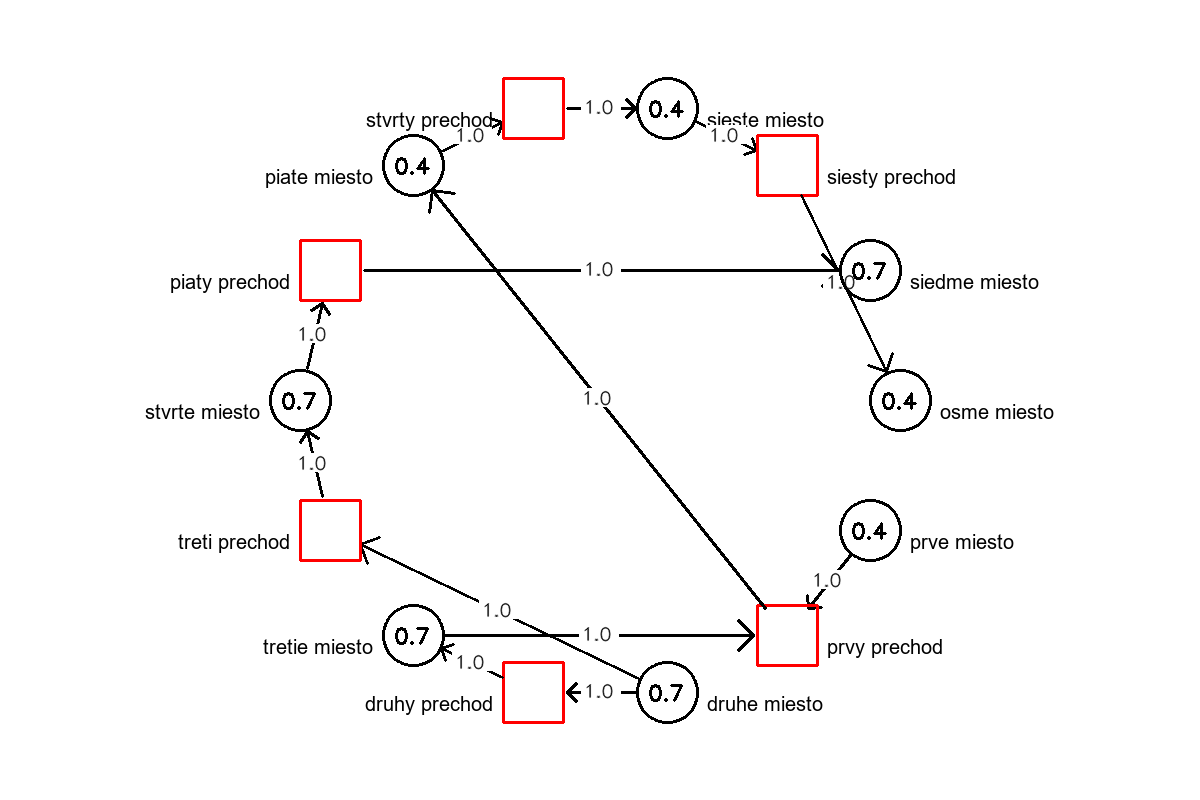 1.0
0.4
stvrty prechod
sieste miesto
1.0
1.0
0.4
piate miesto
siesty prechod
1.0
0.7
piaty prechod
1.0
siedme miesto
1.0
1.0
0.7
0.4
stvrte miesto
osme miesto
1.0
0.4
treti prechod
prve miesto
1.0
1.0
0.7
1.0
tretie miesto
prvy prechod
1.0
1.0
0.7
druhy prechod
druhe miesto